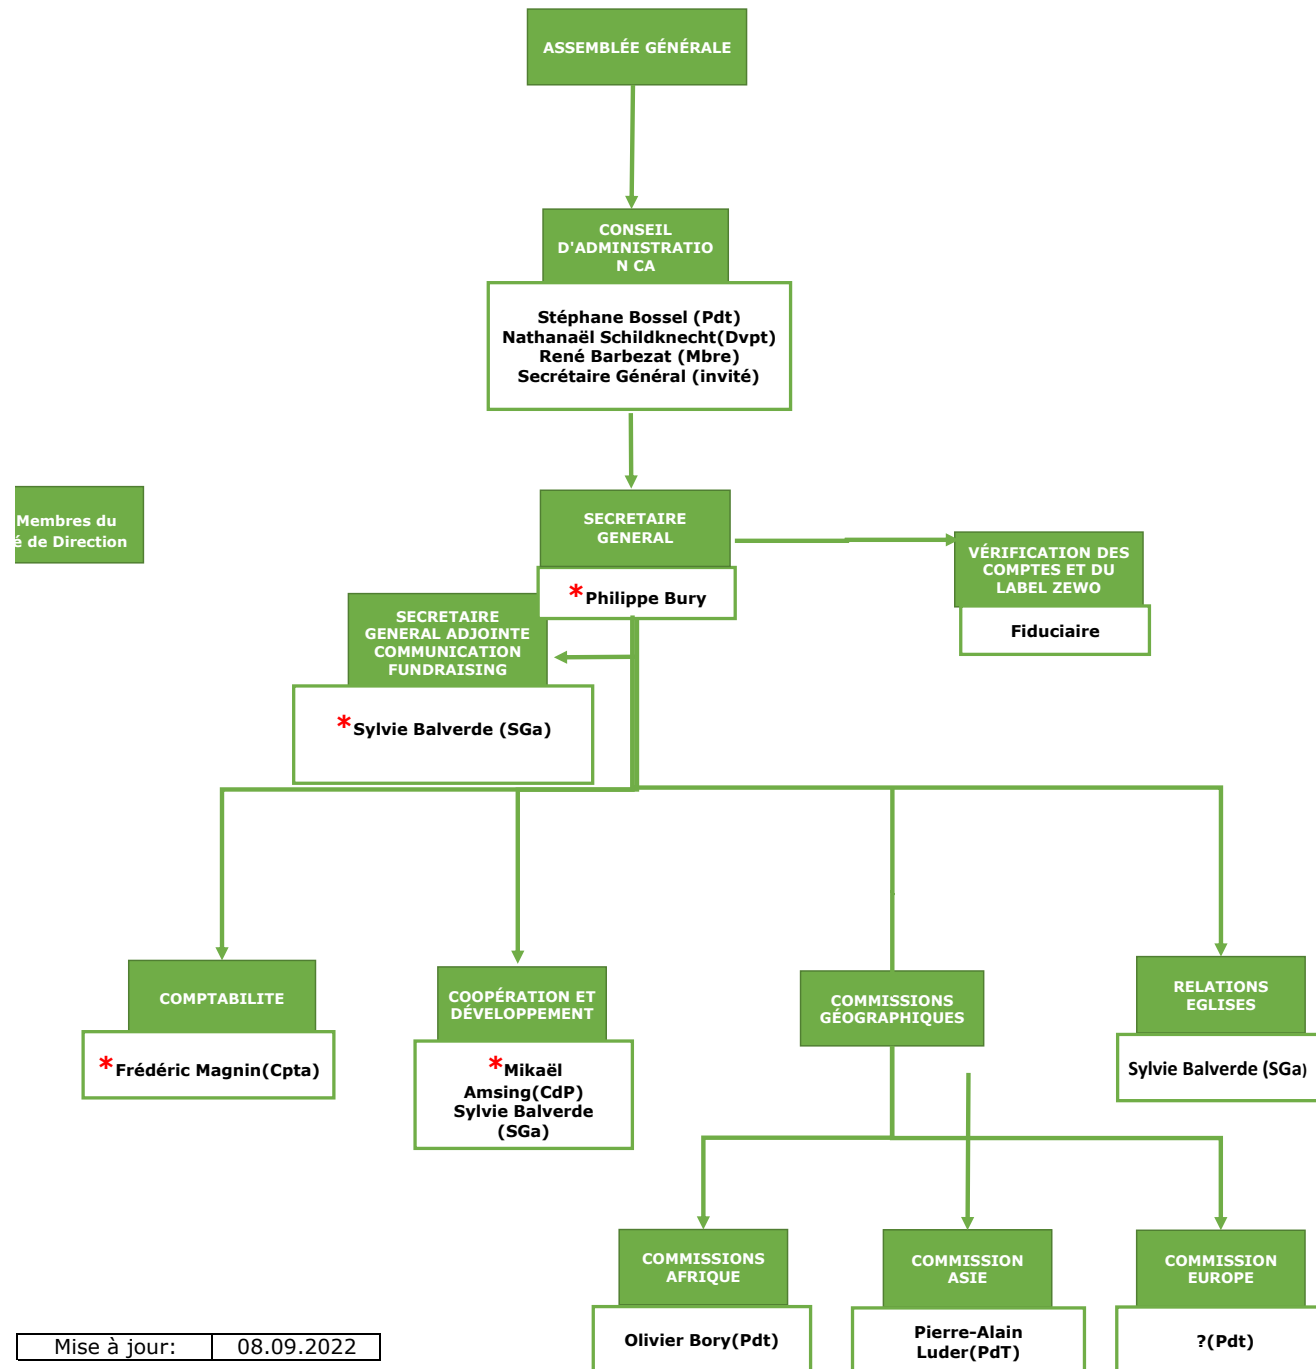 ASSEMBLÉE GÉNÉRALE
CONSEIL
D'ADMINISTRATIO
N CA
Stéphane Bossel (Pdt)
Nathanaël Schildknecht(Dvpt)
René Barbezat (Mbre)
Secrétaire Général (invité)
Membres du
é de Direction
SECRETAIRE
GENERAL
*Philippe Bury
VÉRIFICATION DES
COMPTES ET DU
LABEL ZEWO
Fiduciaire
SECRETAIRE
GENERAL ADJOINTE
COMMUNICATION
FUNDRAISING
*Sylvie Balverde (SGa)
COMPTABILITE
*Frédéric Magnin(Cpta)
COOPÉRATION ET
DÉVELOPPEMENT
*Mikaël
Amsing(CdP)
Sylvie Balverde
(SGa)
COMMISSIONS
GÉOGRAPHIQUES
RELATIONS
EGLISES
Sylvie Balverde (SGa)
COMMISSIONS
AFRIQUE
Olivier Bory(Pdt)
COMMISSION
ASIE
Pierre-Alain
Luder(PdT)
COMMISSION
EUROPE
?(Pdt)
Mise à jour: 08.09.2022